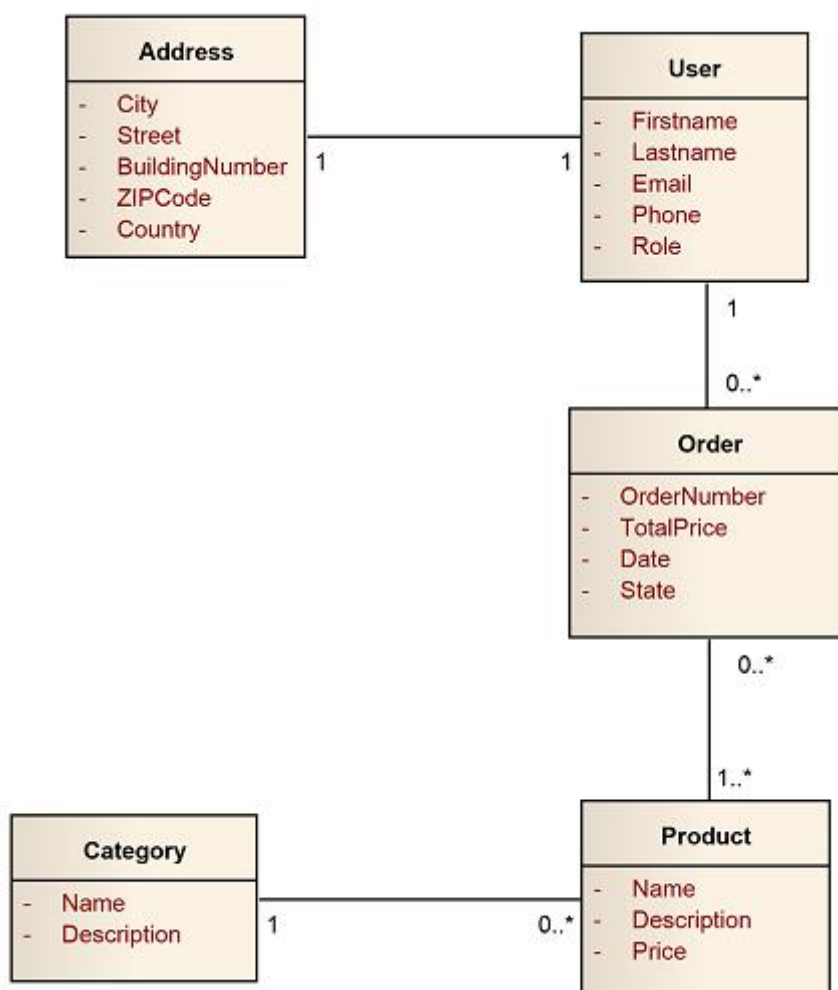 Address
- City
- Street
- BuildingNumber
- ZIPCode
- Country
1
1
User
- Firstname
- Lastname
- Email
- Phone
- Role
1
0..*
Order
- OrderNumber
- TotalPrice
- Date
- State
0..*
1..*
Category
- Name
- Description
1
0..*
Product
- Name
- Description
- Price